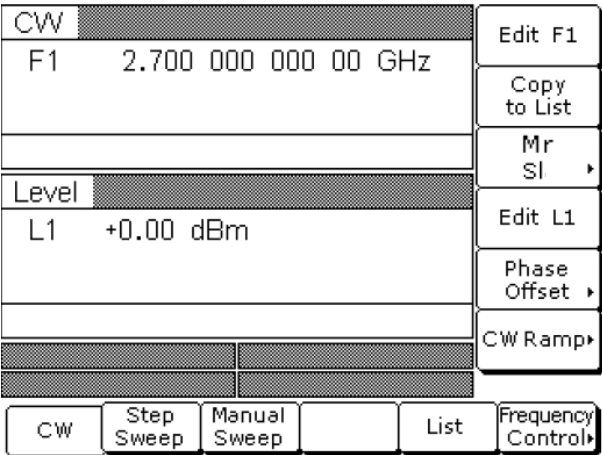 CW
F1 2.700 000 000 00 GHz
Level
L1 +0.00 dBm
Edit F1
Copy
to List
Mr
Sl
Edit L1
Phase
Offset
CW Ramp
CW
Step
Sweep
Manual
Sweep
List
Frequency
Control